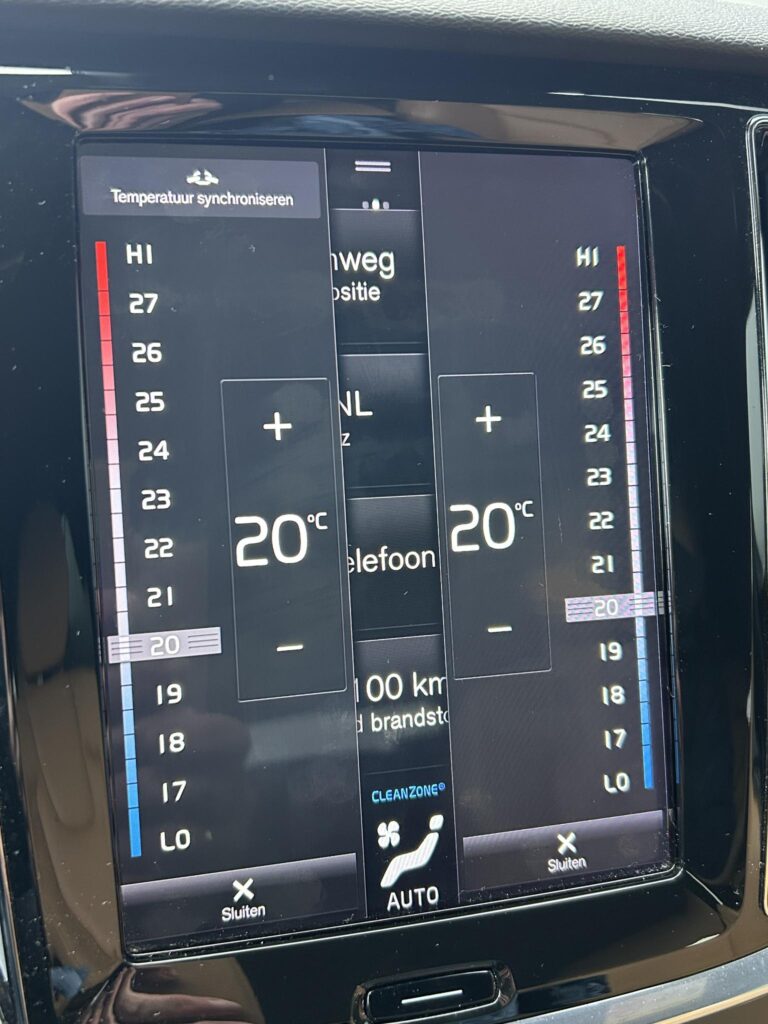 Temperatuur synchroniseren
HI
27
26
25
24
23
22
21
20
19
18
17
LO
+
20°C
−
Sluiten
nweg
ositie
NL
z
elefoon
100 km
d brandsto
CLEANZONE®
AUTO
+
20°C
−
HI
27
26
25
24
23
22
21
20
19
18
17
LO
Sluiten